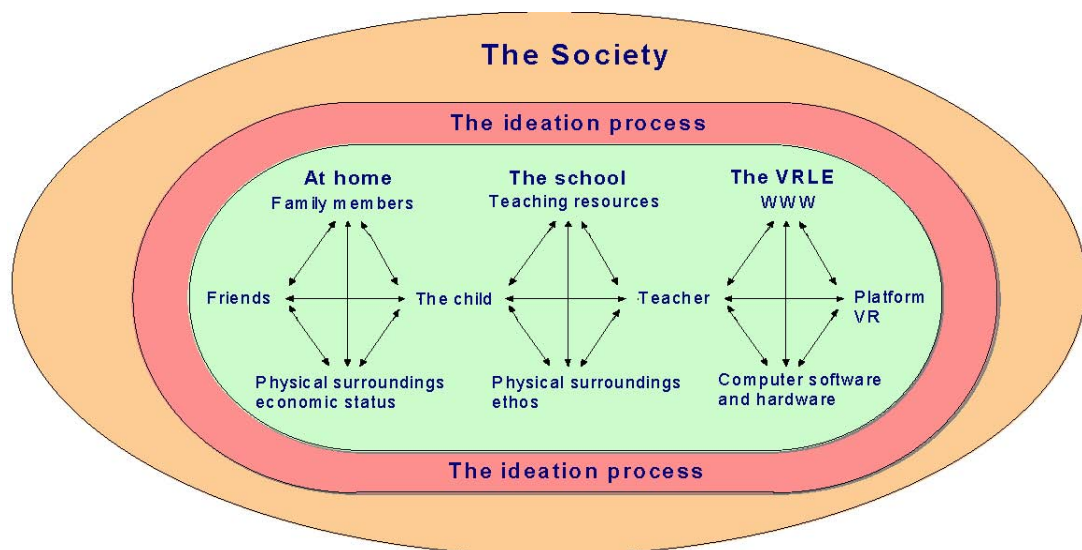 The Society
The ideation process
At home
Family members
The school
Teaching resources
The VRLE
WWW
Friends
The child
Teacher
Platform
VR
Physical surroundings
economic status
Physical surroundings
ethos
Computer software
and hardware
The ideation process